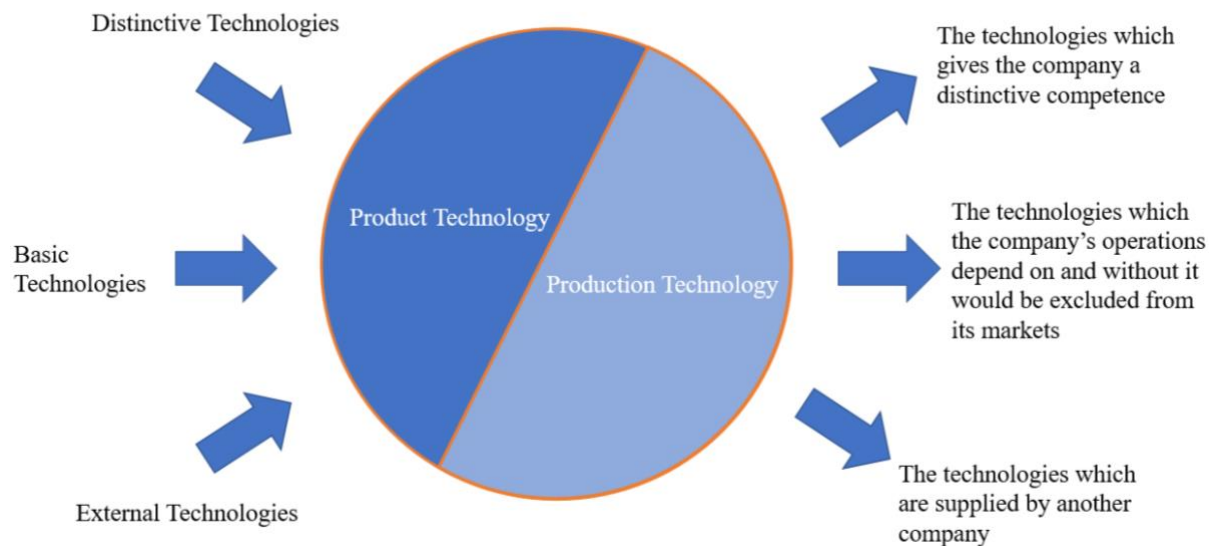 Distinctive Technologies
Basic
Technologies
External Technologies
Product Technology
Production Technology
The technologies which
gives the company a
distinctive competence
The technologies which
the company’s operations
depend on and without it
would be excluded from
its markets
The technologies which
are supplied by another
company